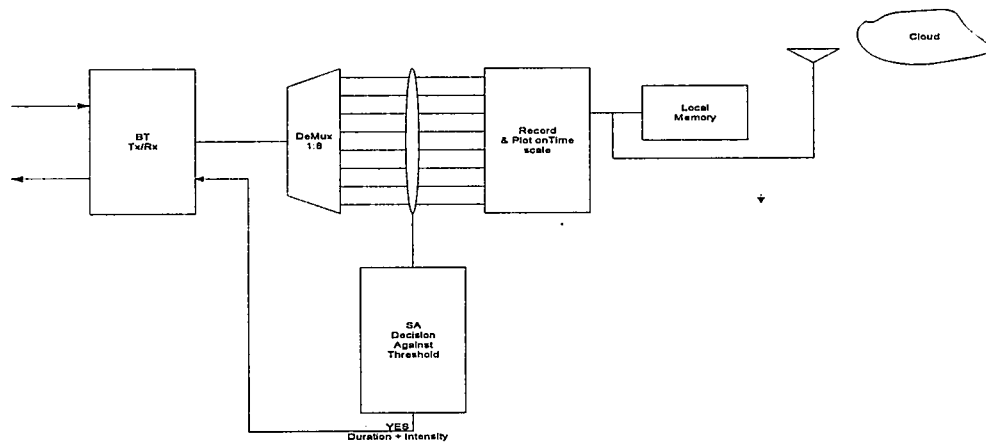 Cloud
BT
Tx/Rx
DeMux
1:8
Record
& Plot onTime
scale
Local
Memory
SA
Decision
Against
Threshold
YES
Duration + Intensity